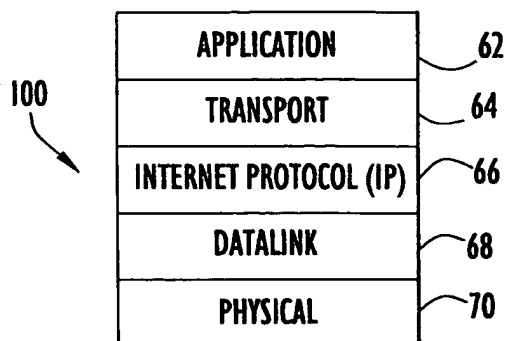 APPLICATION 62
100
TRANSPORT 64
INTERNET PROTOCOL (IP) 66
DATALINK 68
PHYSICAL 70